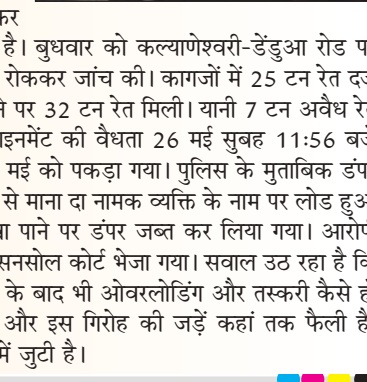 कर
है। बुधवार को कल्याणेश्वरी-डेंडुआ रोड प
रोककर जांच की। कागजों में 25 टन रेत दर
ने पर 32 टन रेत मिली। यानी 7 टन अवैध रे
इनमेंट की वैधता 26 मई सुबह 11:56 बजे
मई को पकड़ा गया। पुलिस के मुताबिक डंप
से माना दा नामक व्यक्ति के नाम पर लोड हुअ
पाने पर डंपर जब्त कर लिया गया। आरोप
सनसोल कोर्ट भेजा गया। सवाल उठ रहा है कि
के बाद भी ओवरलोडिंग और तस्करी कैसे ह
और इस गिरोह की जड़ें कहां तक फैली है
में जुटी है।